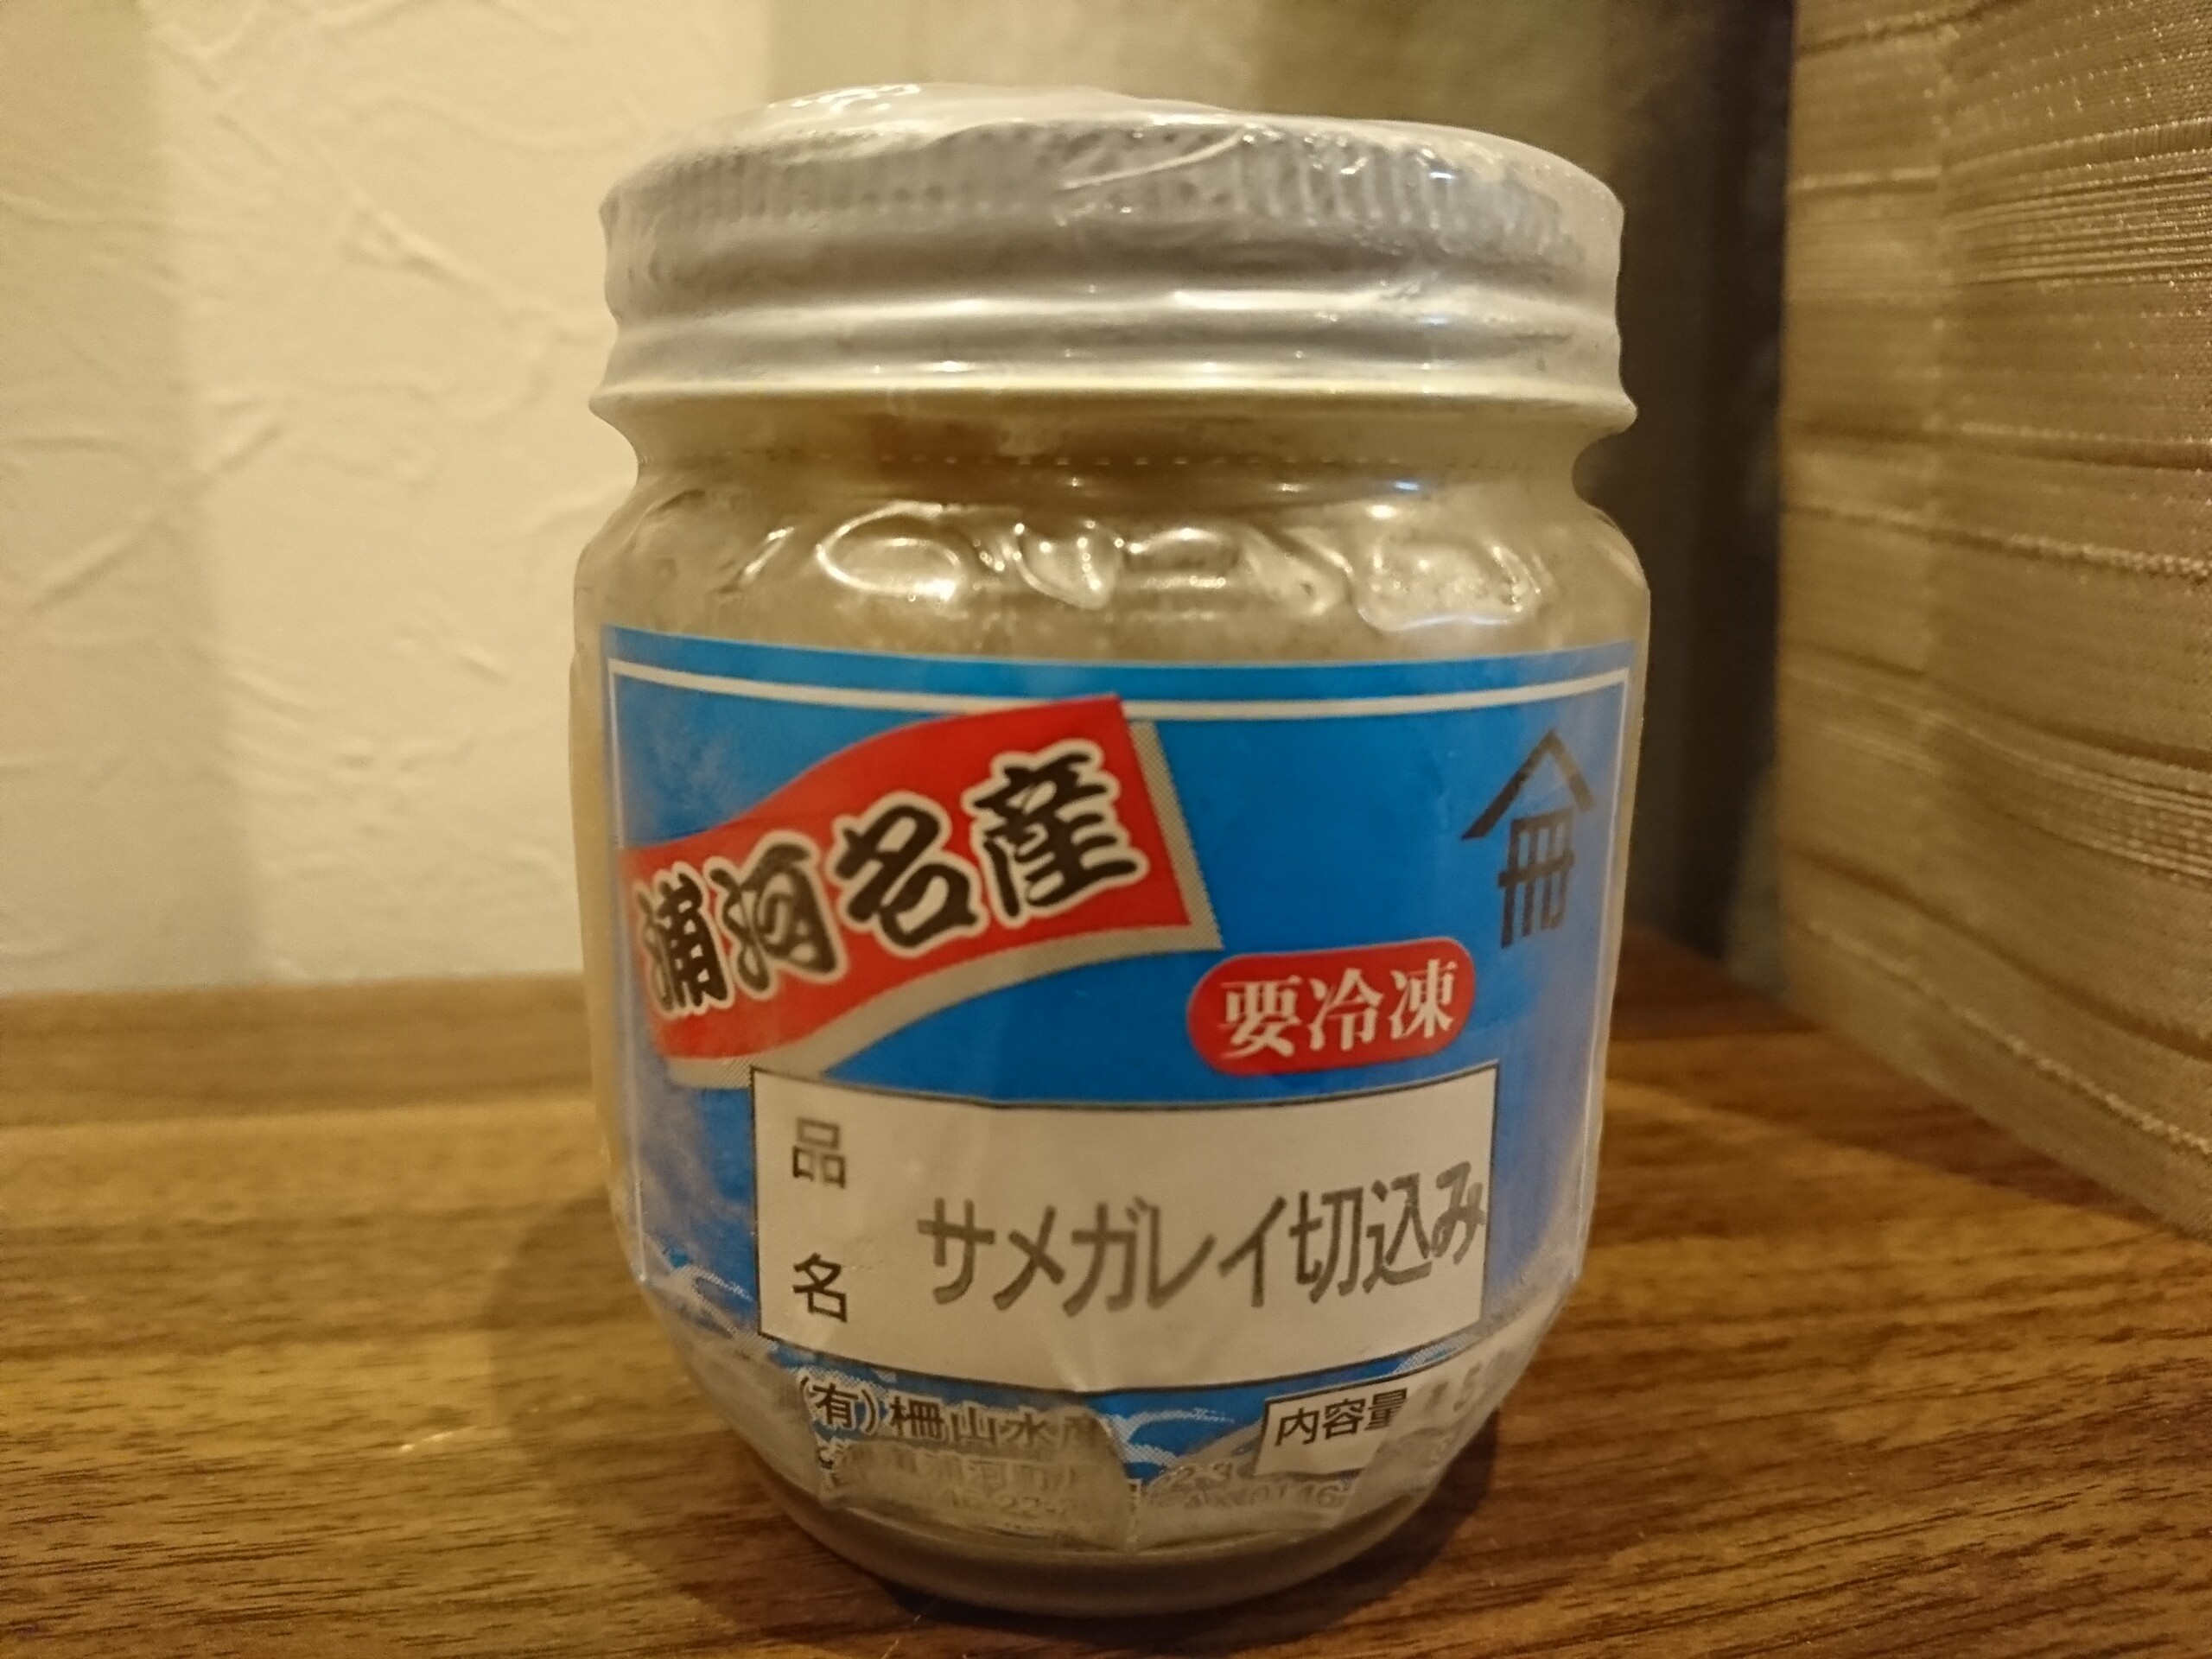 浦河名産
要冷凍
品名
サメガレイ切込み
(有)柵山水産
内容量